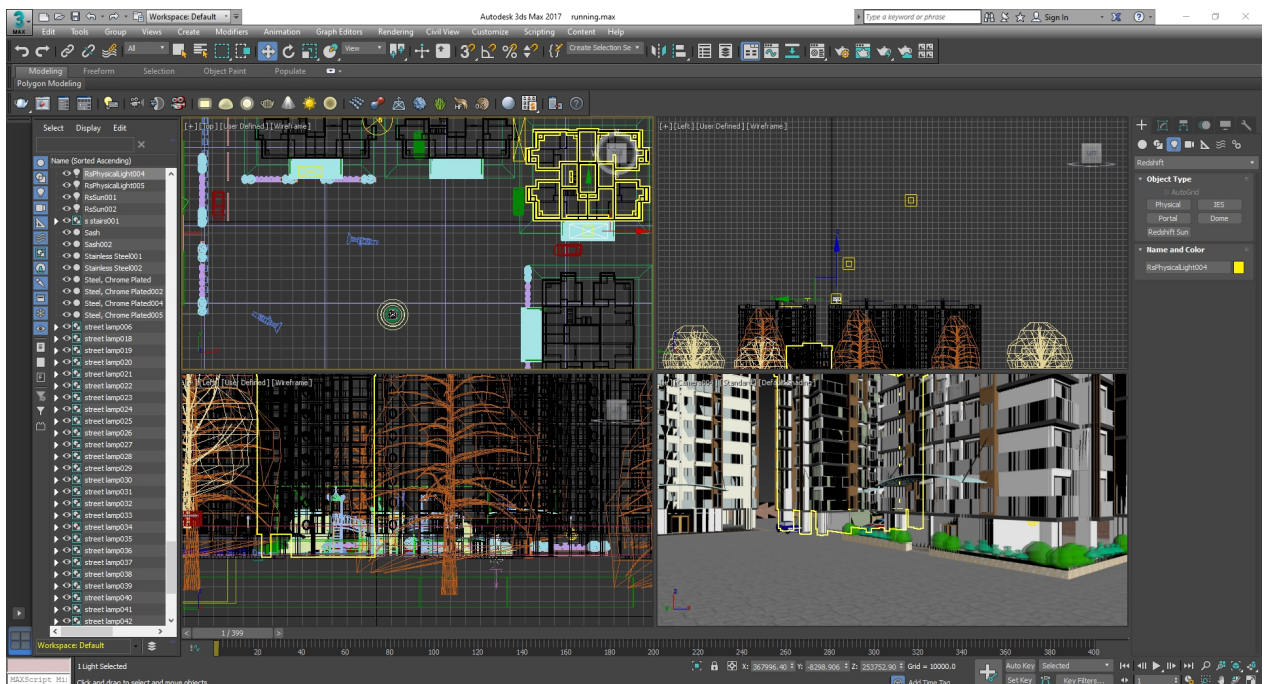 3
MAX
Workspace: Default
Autodesk 3ds Max 2017 running.max
Type a keyword or phrase
Sign In
Edit Tools Group Views Create Modifiers Animation Graph Editors Rendering Civil View Customize Scripting Content Help
All
View
Create Selection Se
Modeling Freeform Selection Object Paint Populate
Polygon Modeling
Select Display Edit
Name (Sorted Ascending)
RsPhysicalLight004
RsPhysicalLight005
RsSun001
RsSun002
s stairs001
Sash
Sash002
Stainless Steel001
Stainless Steel002
Steel, Chrome Plated
Steel, Chrome Plated002
Steel, Chrome Plated004
Steel, Chrome Plated005
street lamp006
street lamp018
street lamp019
street lamp020
street lamp021
street lamp022
street lamp023
street lamp024
street lamp025
street lamp026
street lamp027
street lamp028
street lamp029
street lamp030
street lamp031
street lamp032
street lamp033
street lamp034
street lamp035
street lamp036
street lamp037
street lamp038
street lamp039
street lamp040
street lamp041
street lamp042
Workspace: Default
[+] [Top] [User Defined] [Wireframe]
[+] [Left] [User Defined] [Wireframe]
[+] [Left] [User Defined] [Wireframe]
Redshift
Object Type
AutoGrid
Physical IES
Portal Dome
Redshift Sun
Name and Color
RsPhysicalLight004
1 / 399
20 40 60 80 100 120 140 160 180 200 220 240 260 280 300 320 340 360 380 400
1 Light Selected
Click and drag to select and move objects
MAXScript Mi
X: 367996.40 Y: -8298.906 Z: 253752.90 Grid = 10000.0
Add Time Tag
Auto Key Selected
Set Key Key Filters...
1